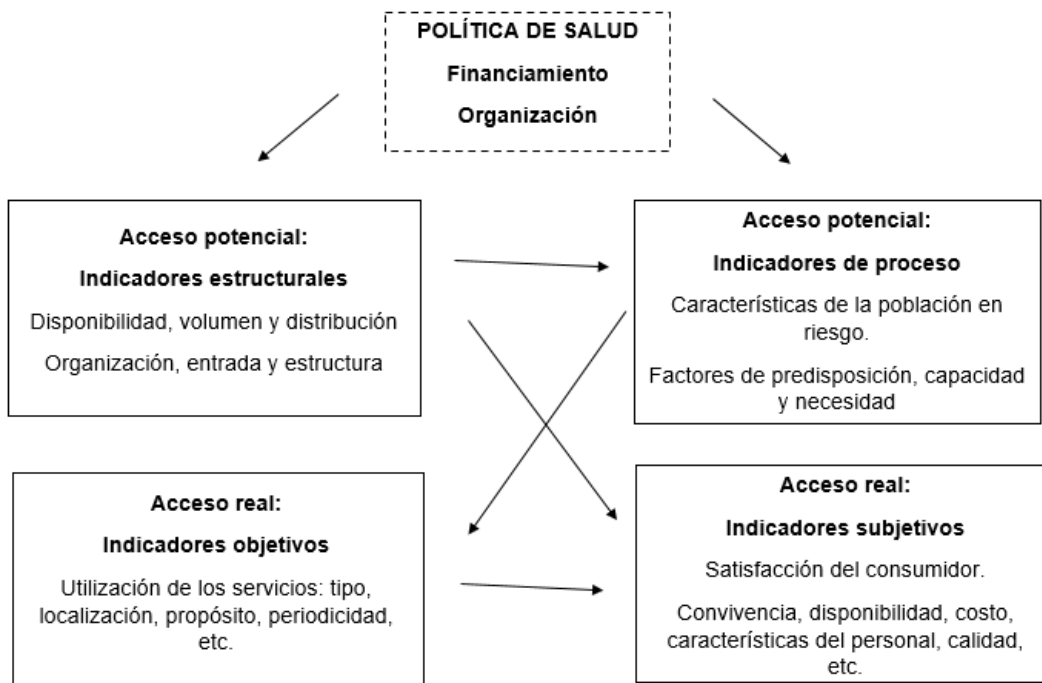 POLÍTICA DE SALUD
Financiamiento
Organización
Acceso potencial:
Indicadores estructurales
Disponibilidad, volumen y distribución
Organización, entrada y estructura
Acceso potencial:
Indicadores de proceso
Características de la población en
riesgo.
Factores de predisposición, capacidad
y necesidad
Acceso real:
Indicadores objetivos
Utilización de los servicios: tipo,
localización, propósito, periodicidad,
etc.
Acceso real:
Indicadores subjetivos
Satisfacción del consumidor.
Convivencia, disponibilidad, costo,
características del personal, calidad,
etc.